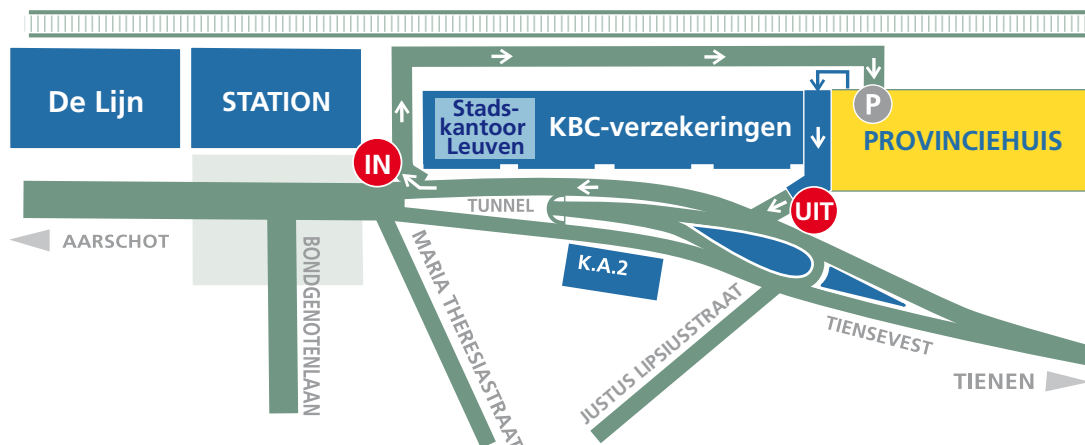 De Lijn
STATION
Stads-
kantoor
Leuven
KBC-verzekeringen
P
PROVINCIEHUIS
IN
UIT
TUNNEL
AARSCHOT
BONDGENOTENLAAN
MARIA THERESIASTRAAT
K.A.2
JUSTUS LIPSIUSSTRAAT
TIENSEVEST
TIENEN